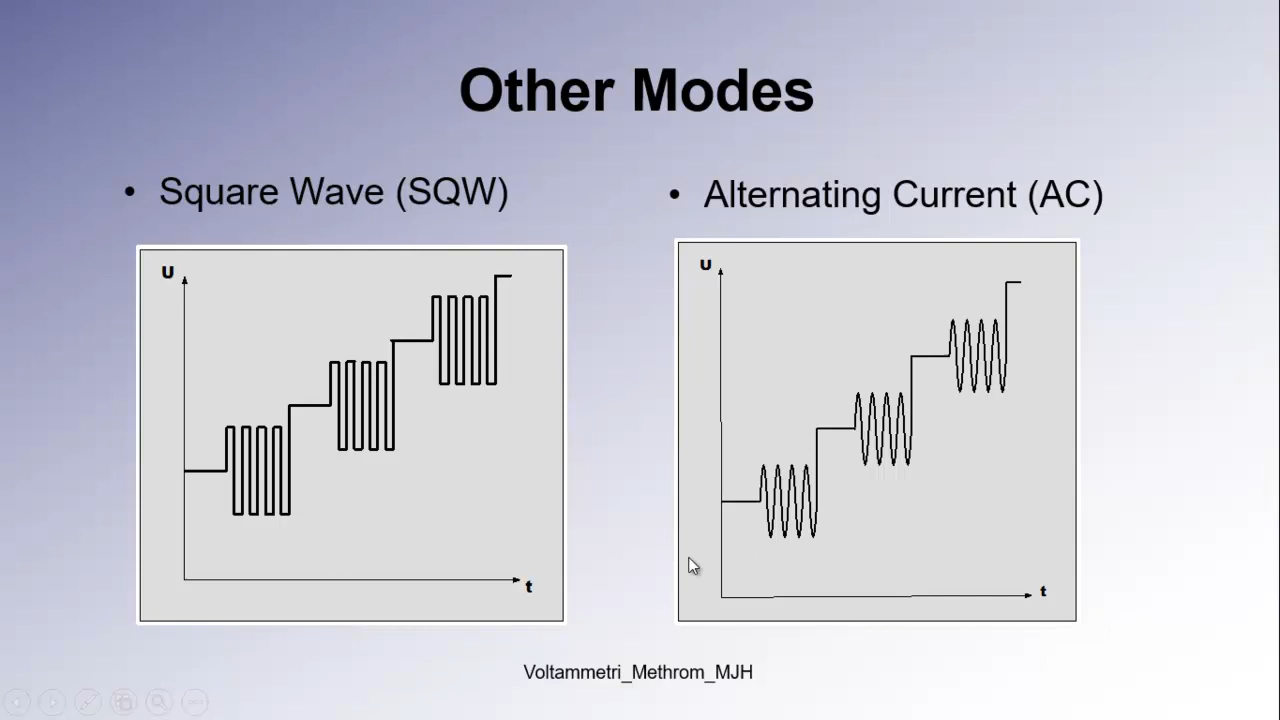 Other Modes
• Square Wave (SQW)
• Alternating Current (AC)
U
t
U
t
Voltammetri_Methrom_MJH